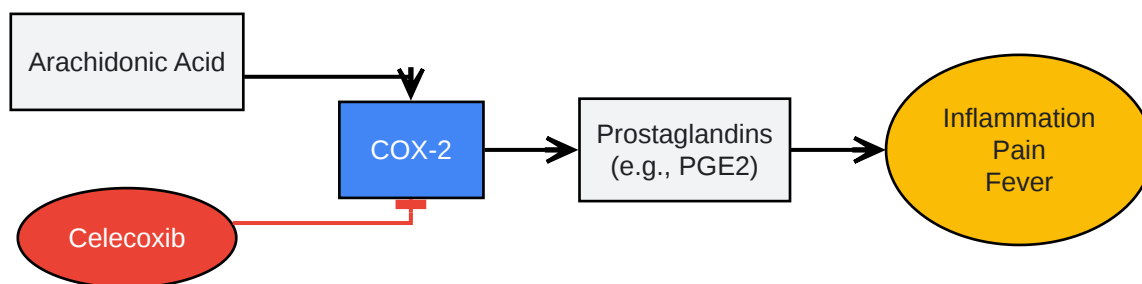 Arachidonic Acid
COX-2
Prostaglandins
(e.g., PGE2)
Inflammation
Pain
Fever
Celecoxib